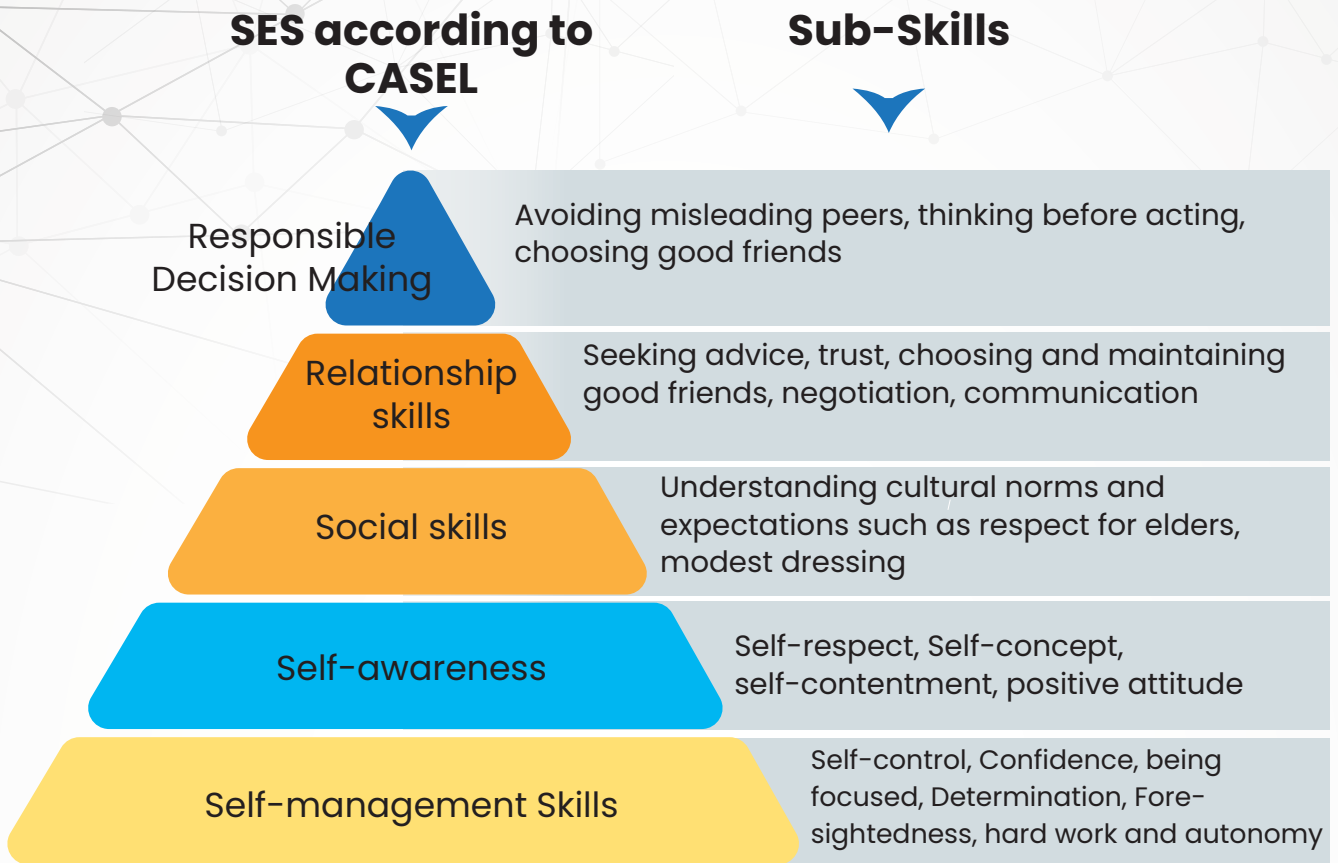 SES according to
CASEL
Sub-Skills
Responsible
Decision Making
Avoiding misleading peers, thinking before acting,
choosing good friends
Relationship
skills
Seeking advice, trust, choosing and maintaining
good friends, negotiation, communication
Social skills
Understanding cultural norms and
expectations such as respect for elders,
modest dressing
Self-awareness
Self-respect, Self-concept,
self-contentment, positive attitude
Self-management Skills
Self-control, Confidence, being
focused, Determination, Fore-
sightedness, hard work and autonomy